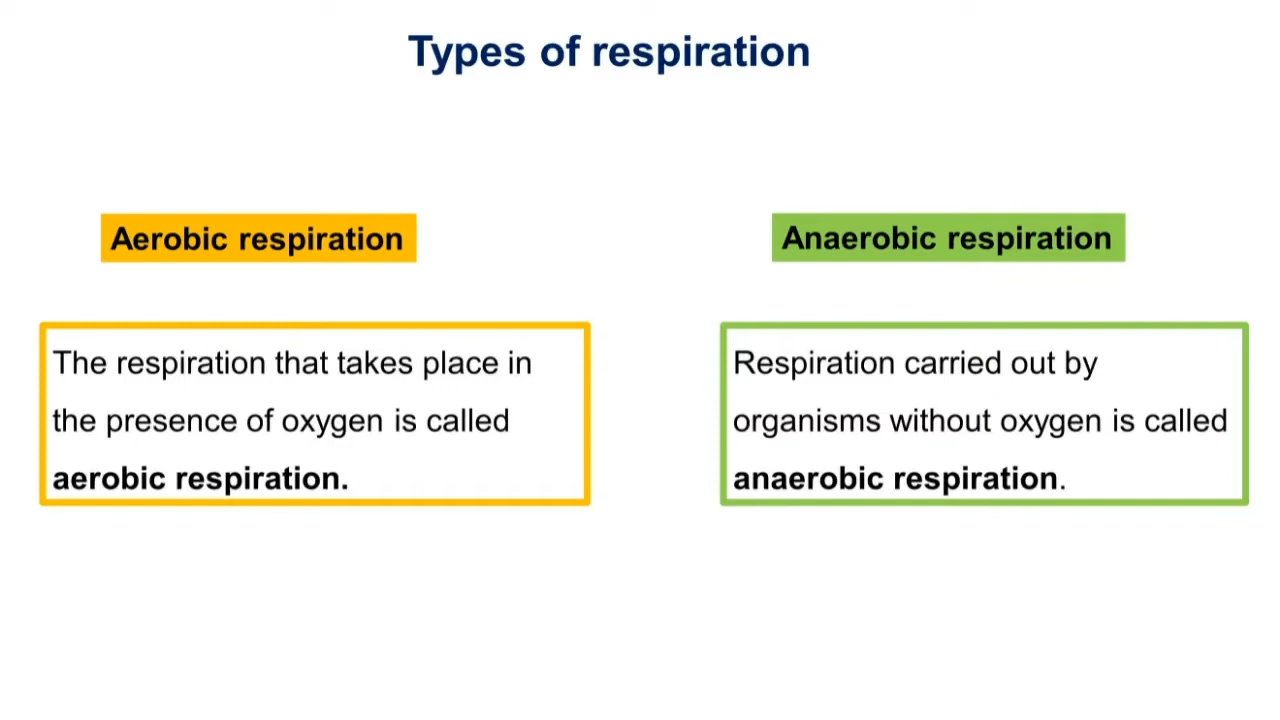 Types of respiration
Aerobic respiration
The respiration that takes place in
the presence of oxygen is called
aerobic respiration.
Anaerobic respiration
Respiration carried out by
organisms without oxygen is called
anaerobic respiration.